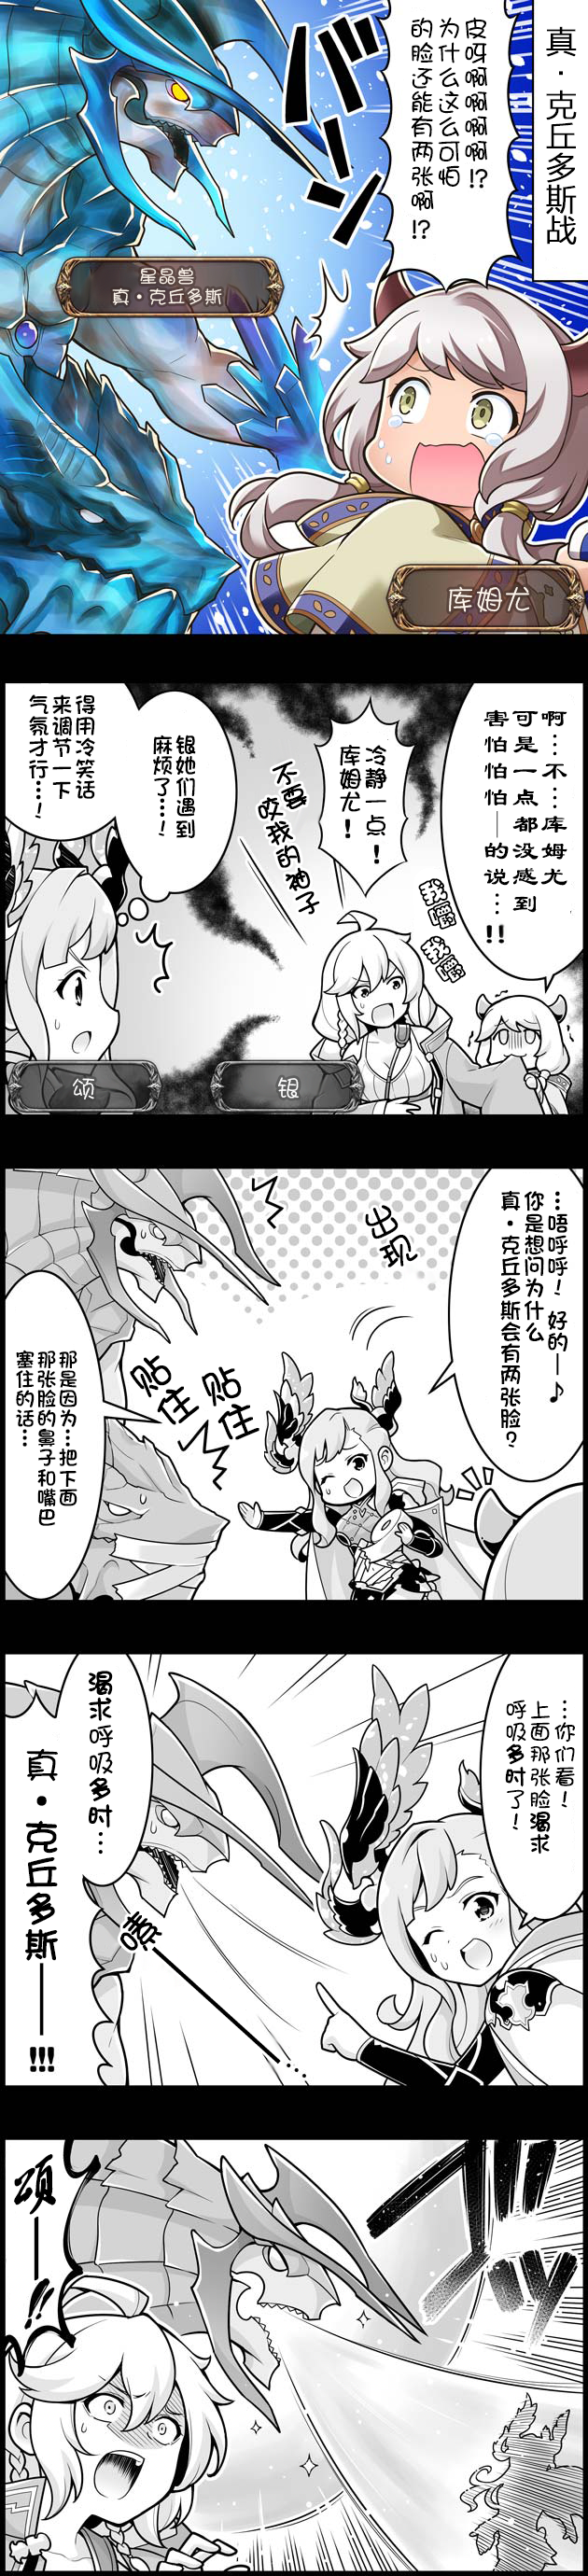 真·克丘多斯战
皮呀啊啊啊啊!?
为什么这么可怕
的脸还能有两张啊!?
バーン
星晶兽
真·克丘多斯
库姆尤
啊…不…库姆尤
可是一点都没感到
害怕怕怕——的说…!!
冷静一点!
库姆尤!
不要
咬我的袖子
我嚼
我嚼
银她们遇到
麻烦了…!
得用冷笑话
来调节一下
气氛才行…!
银
颂
…唔呼呼! 好的—♪
你是想问为什么
真·克丘多斯会有两张脸?
出现
贴住
贴住
那是因为…把下面
那张脸的鼻子和嘴巴
塞住的话…
…你们看!
上面那张脸渴求
呼吸多时了!
渴求呼吸多时…
嘶——…
真·克丘多斯——!!!
ブワッ
颂——!!